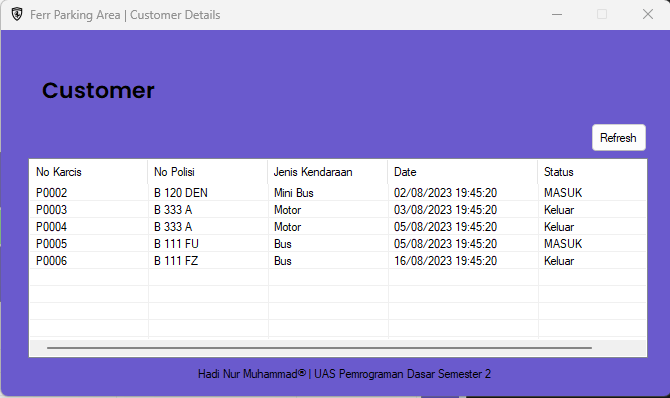 Ferr Parking Area | Customer Details
Customer
Refresh
No Karcis No Polisi Jenis Kendaraan Date Status
P0002 B 120 DEN Mini Bus 02/08/2023 19:45:20 MASUK
P0003 B 333 A Motor 03/08/2023 19:45:20 Keluar
P0004 B 333 A Motor 05/08/2023 19:45:20 Keluar
P0005 B 111 FU Bus 05/08/2023 19:45:20 MASUK
P0006 B 111 FZ Bus 16/08/2023 19:45:20 Keluar
Hadi Nur Muhammad® | UAS Pemrograman Dasar Semester 2